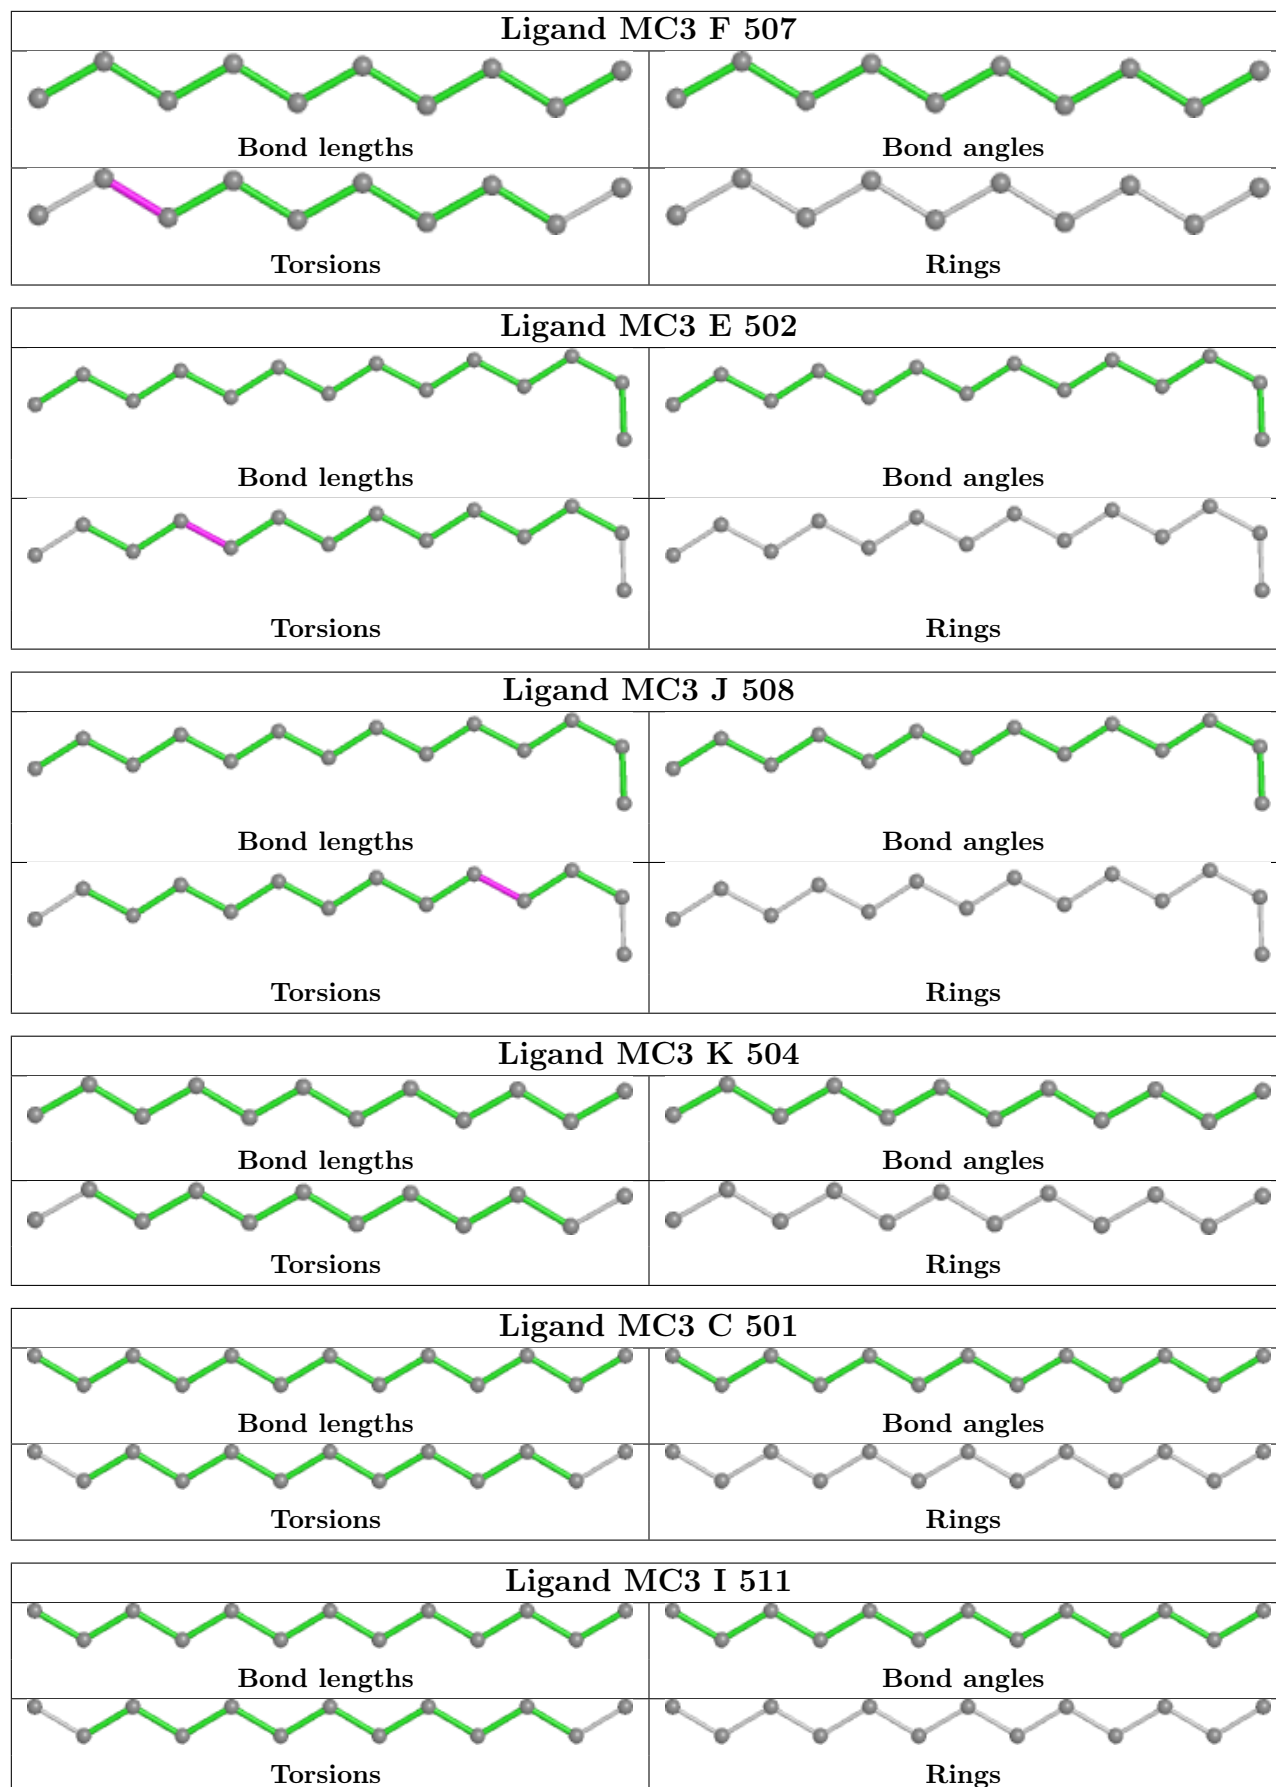 Ligand MC3 F 507
Bond lengths Bond angles
Torsions Rings
Ligand MC3 E 502
Bond lengths Bond angles
Torsions Rings
Ligand MC3 J 508
Bond lengths Bond angles
Torsions Rings
Ligand MC3 K 504
Bond lengths Bond angles
Torsions Rings
Ligand MC3 C 501
Bond lengths Bond angles
Torsions Rings
Ligand MC3 I 511
Bond lengths Bond angles
Torsions Rings